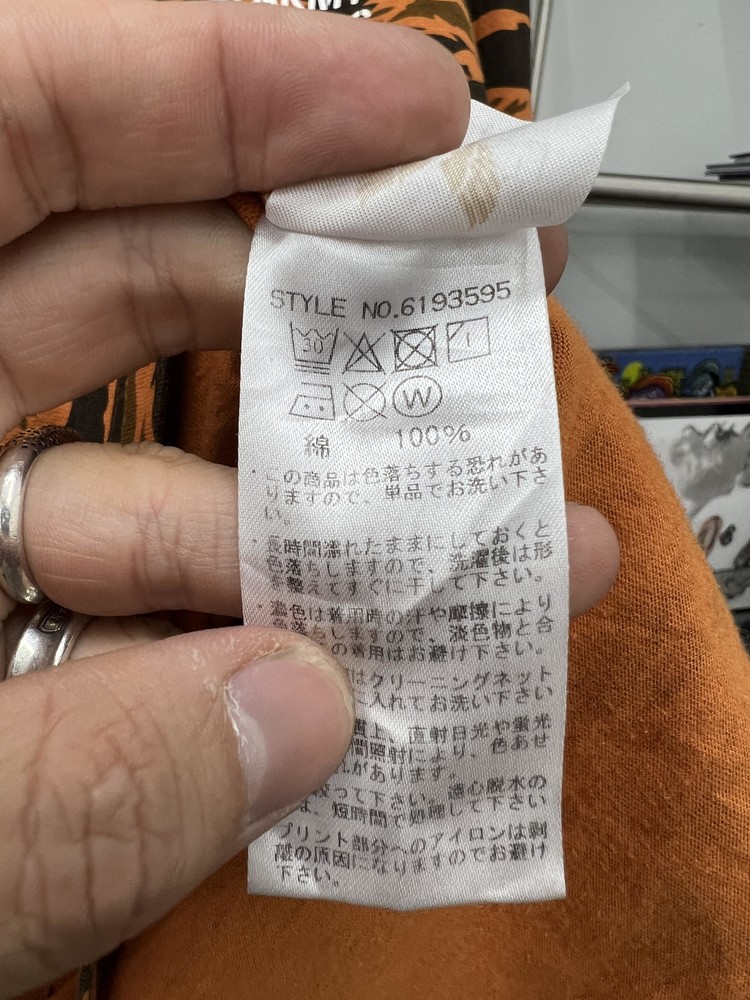 STYLE NO.6193595
30
W
綿 100%
・この商品は色落ちする恐れがあ
りますので、単品でお洗い下さ
い。
・長時間濡れたままにしておくと
色落ちしますので、洗濯後は形
を整えてすぐに干して下さい。
・濃色は着用時の汗や摩擦により
色落ちしますので、淡色物と合
の着用はお避け下さい。
はクリーニングネット
に入れてお洗い下さい
上、直射日光や蛍光
間照射により、色あせ
れがあります。
絞って下さい。遠心脱水の
は、短時間で処理して下さい
プリント部分へのアイロンは剥
離の原因になりますのでお避け
下さい。